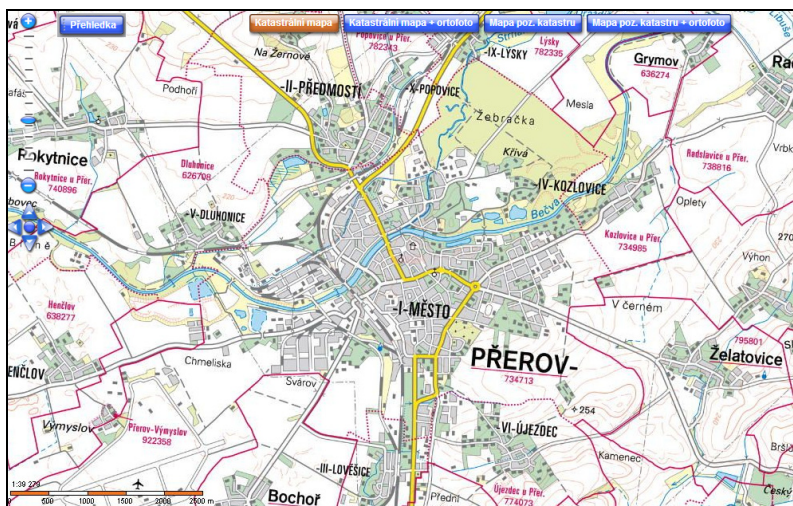 Přehledka
Katastrální mapa
Katastrální mapa + ortofoto
Mapa poz. katastru
Mapa poz. katastru + ortofoto
Popovice u Přer.
782343
-IX-LÝSKY
Lýsky
782335
Grymov
636274
Na Žernové
-II-PŘEDMOSTÍ
-X-POPOVICE
Podhoří
Žebračka
Mesla
Křivá
Rokytnice
Rokytnice u Přer.
740896
Dluhonice
626708
Radslavice u Přer.
738816
-IV-KOZLOVICE
Bečva
V-DLUHONICE
Oplety
Kozlovice u Přer.
734985
270
Výhon
Henčlov
638277
-I-MĚSTO
V černém
795801
Želatovice
PŘEROV-
734713
Chmeliska
Svárov
254
Výmyslov
Přerov-Výmyslov
922358
VI-ÚJEZDEC
Kamenec
-III-LOVĚŠICE
Újezdec u Přer.
774073
Přední
Bochoř
Český
1:39 279
0 500 1000 1500 2000 2500 m